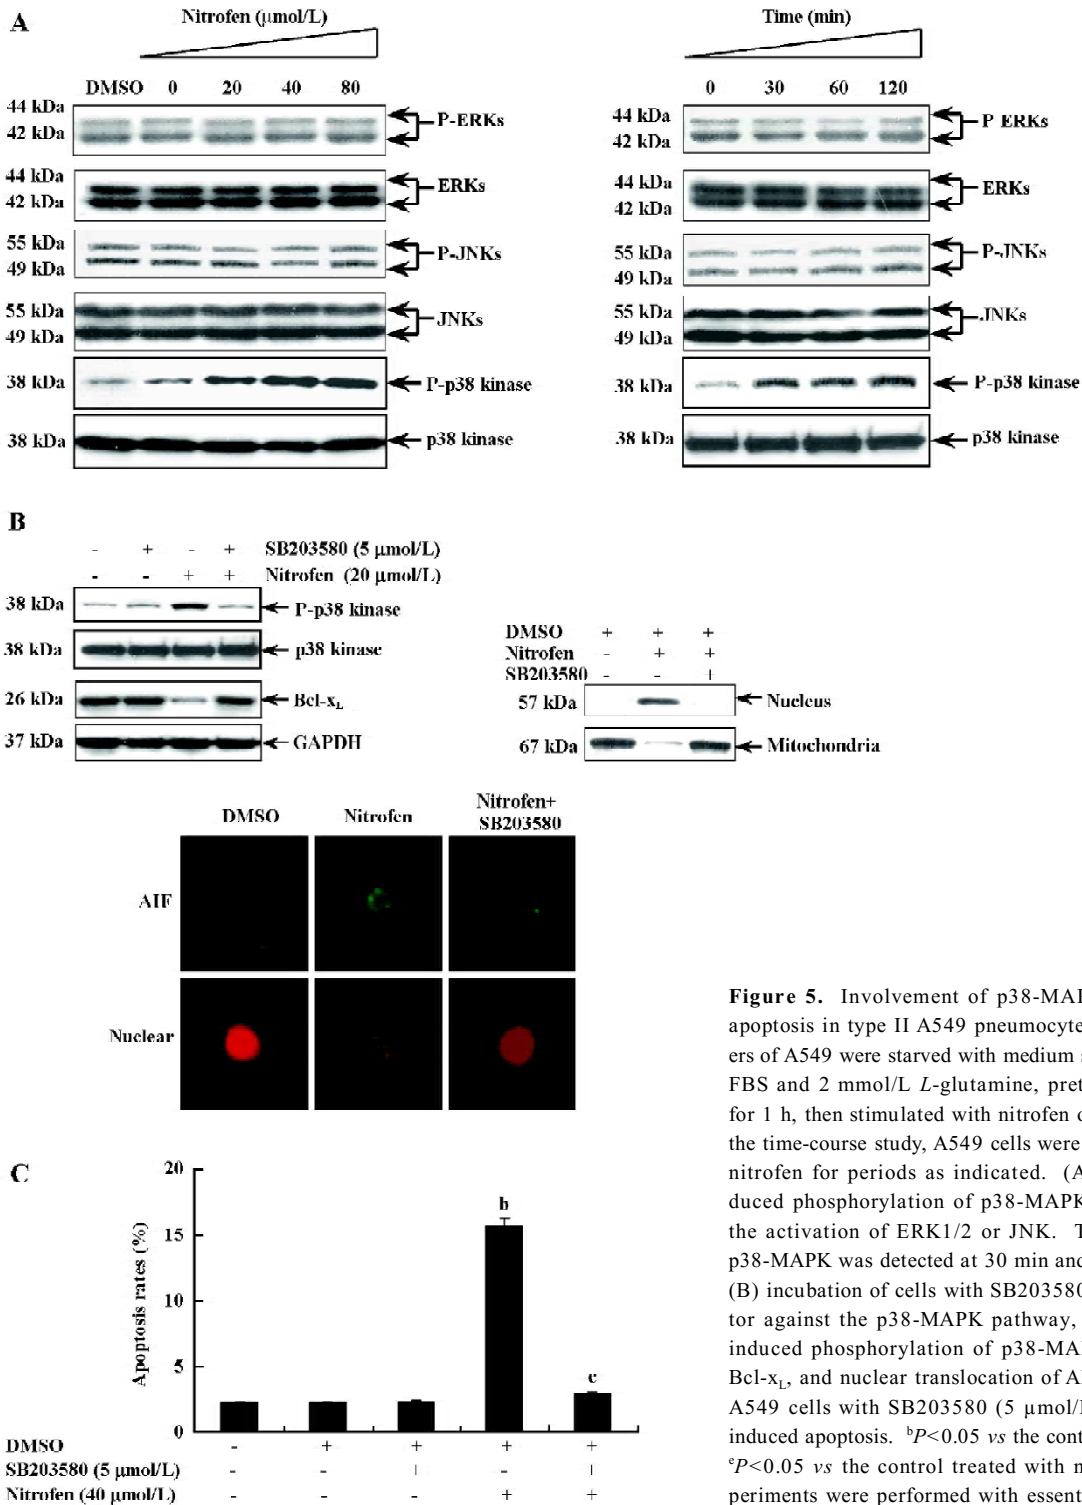 A
Nitrofen (μmol/L)
DMSO 0 20 40 80
44 kDa
42 kDa
P-ERKs
44 kDa
42 kDa
ERKs
55 kDa
49 kDa
P-JNKs
55 kDa
49 kDa
JNKs
38 kDa
P-p38 kinase
38 kDa
p38 kinase
Time (min)
0 30 60 120
44 kDa
42 kDa
P ERKs
44 kDa
42 kDa
ERKs
55 kDa
49 kDa
P-JNKs
55 kDa
49 kDa
JNKs
38 kDa
P-p38 kinase
38 kDa
p38 kinase
B
- + - + SB203580 (5 μmol/L)
- - + + Nitrofen (20 μmol/L)
38 kDa P-p38 kinase
38 kDa p38 kinase
26 kDa Bcl-xL
37 kDa GAPDH
DMSO + + +
Nitrofen - + +
SB203580 - - +
57 kDa Nucleus
67 kDa Mitochondria
DMSO Nitrofen Nitrofen+
SB203580
AIF
Nuclear
C
Apoptosis rates (%)
20
15
10
5
0
b
c
DMSO - + + + +
SB203580 (5 μmol/L) - - + - +
Nitrofen (40 μmol/L) - - - + +
Figure 5. Involvement of p38-MAP
apoptosis in type II A549 pneumocyte
ers of A549 were starved with medium
FBS and 2 mmol/L L-glutamine, pret
for 1 h, then stimulated with nitrofen
the time-course study, A549 cells were
nitrofen for periods as indicated. (A
duced phosphorylation of p38-MAPK
the activation of ERK1/2 or JNK. T
p38-MAPK was detected at 30 min and
(B) incubation of cells with SB203580
tor against the p38-MAPK pathway,
induced phosphorylation of p38-MA
Bcl-xL, and nuclear translocation of A
A549 cells with SB203580 (5 μmol/
induced apoptosis. bP<0.05 vs the cont
eP<0.05 vs the control treated with
periments were performed with essent